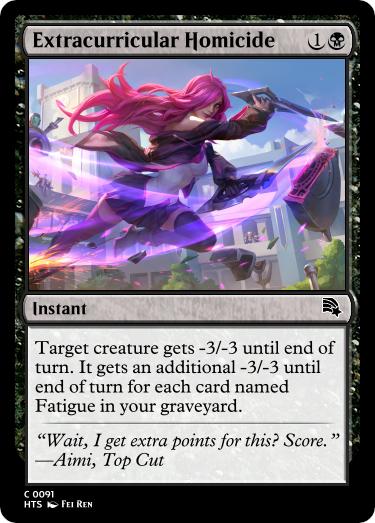 Extracurricular Homicide 1
Instant
Target creature gets -3/-3 until end of
turn. It gets an additional -3/-3 until
end of turn for each card named
Fatigue in your graveyard.
“Wait, I get extra points for this? Score.”
—Aimi, Top Cut
C 0091
HTS Fei Ren